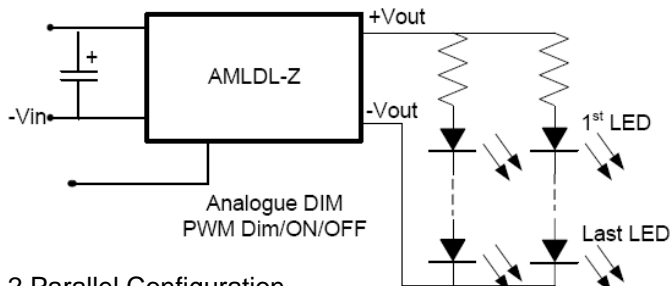 +Vout
+
AMLDL-Z
-Vin
-Vout
1st LED
Analogue DIM
PWM Dim/ON/OFF
Last LED
2 Parallel Configuration